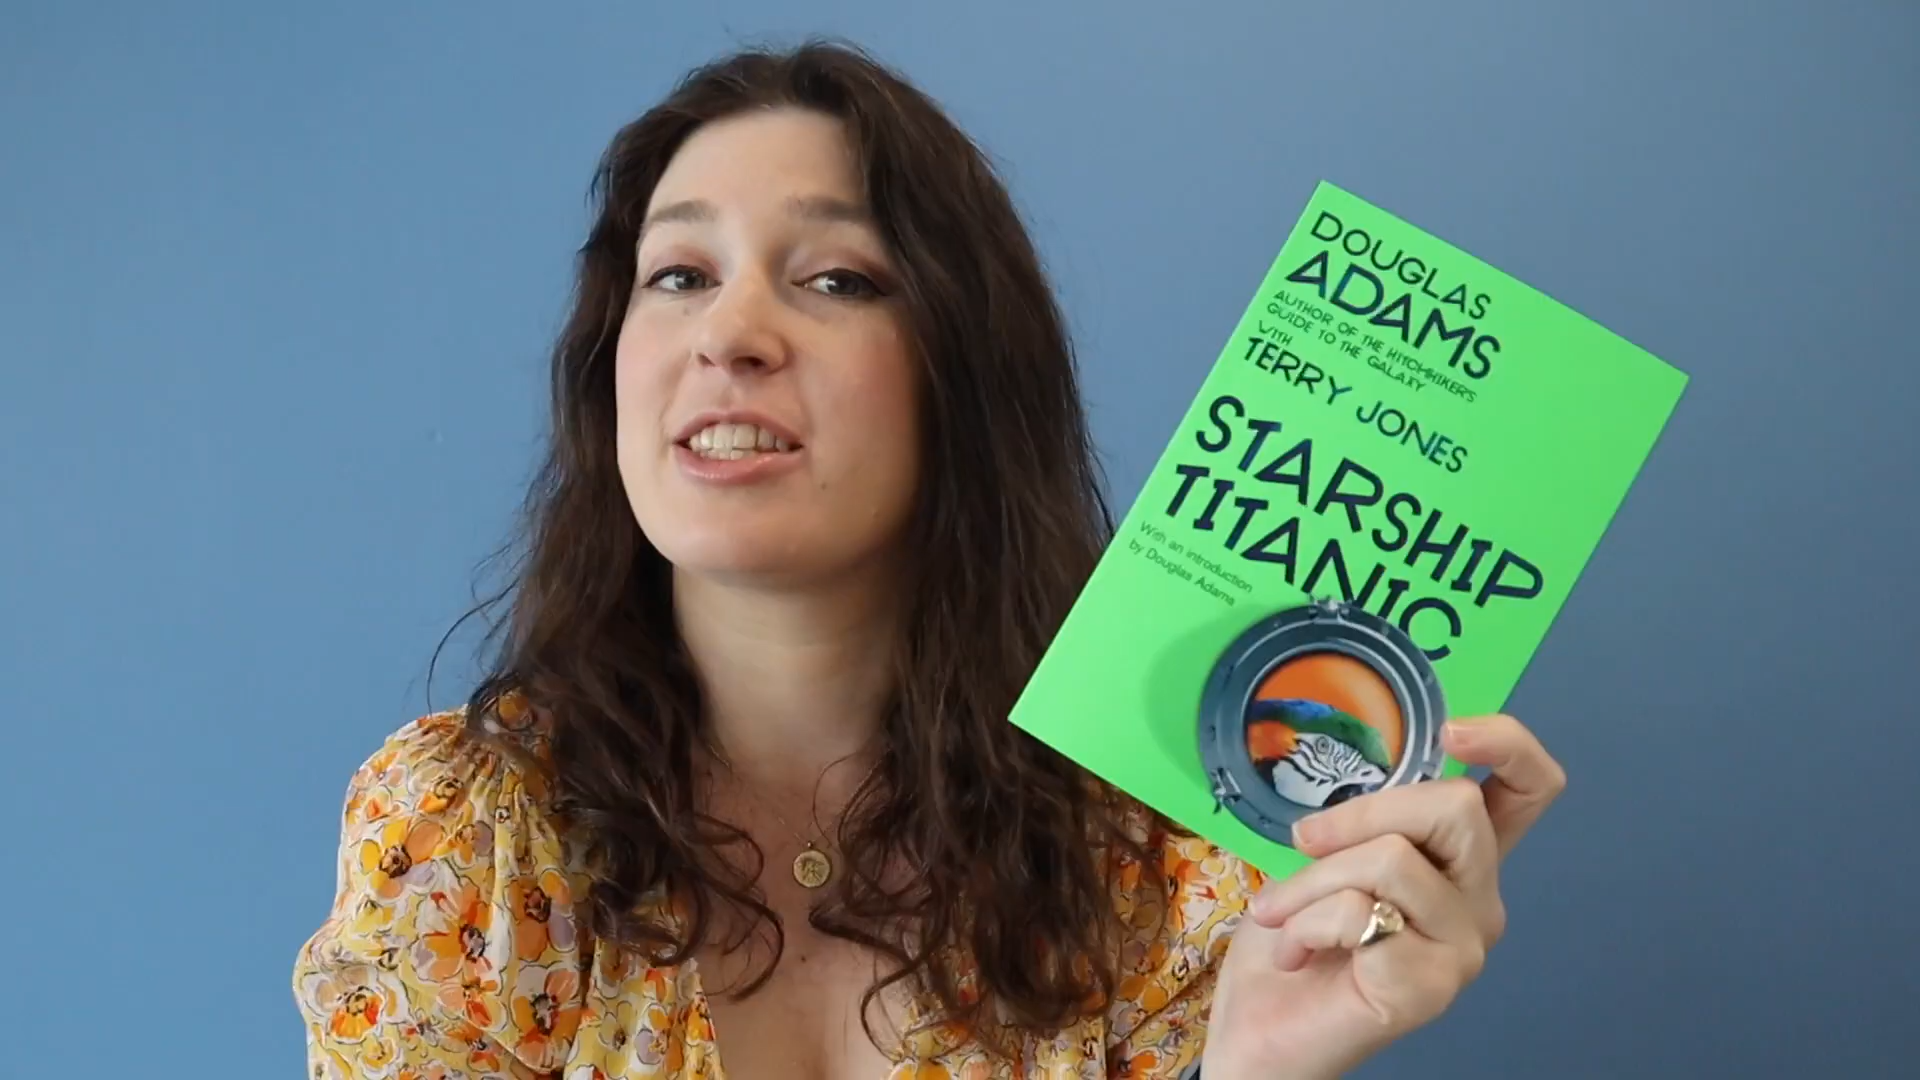 DOUGLAS
ADAMS
AUTHOR OF THE HITCHHIKER'S
GUIDE TO THE GALAXY
WITH
TERRY JONES
STARSHIP
TITANIC
With an introduction
by Douglas Adams